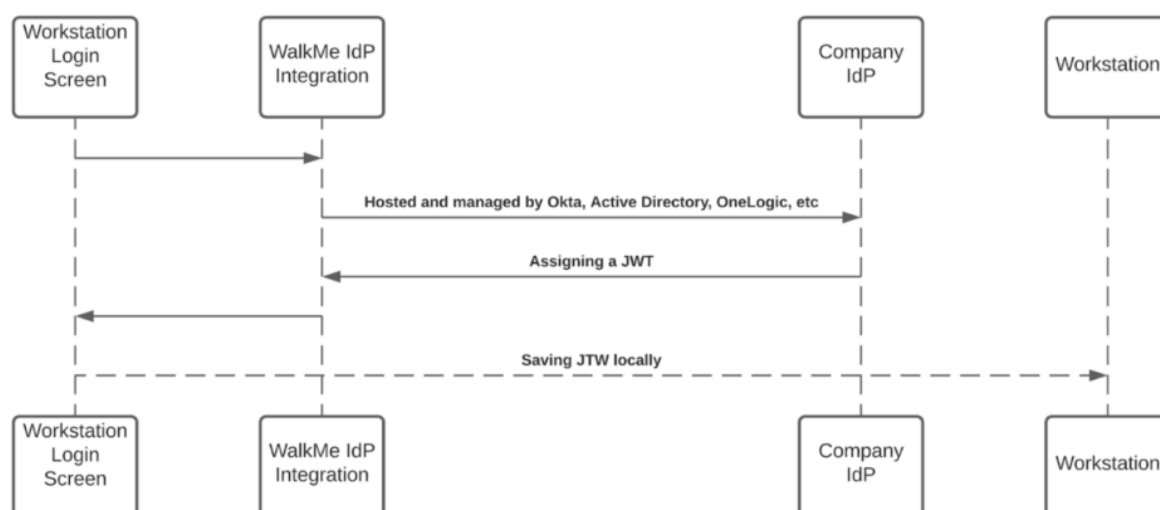 Workstation
Login
Screen
WalkMe IdP
Integration
Company
IdP
Workstation
Hosted and managed by Okta, Active Directory, OneLogic, etc
Assigning a JWT
Saving JTW locally
Workstation
Login
Screen
WalkMe IdP
Integration
Company
IdP
Workstation